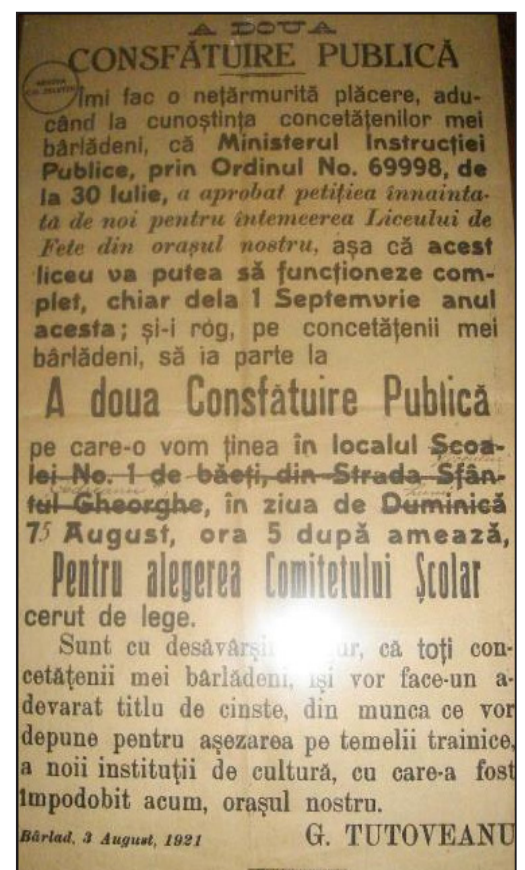 A DOUA
CONSFĂTUIRE PUBLICĂ
Îmi fac o nețărmurită plăcere, adu-
când la cunoștința concetățenilor mei
bârlădeni, că Ministerul Instrucției
Publice, prin Ordinul No. 69998, de
la 30 Iulie, a aprobat petiția înnainta-
tă de noi pentru întemeerea Liceului de
Fete din orașul nostru, așa că acest
liceu va putea să funcționeze com-
plet, chiar dela 1 Septemvrie anul
acesta; și-i rog, pe concetățenii mei
bârlădeni, să ia parte la
A doua Consfătuire Publică
pe care-o vom ținea în localul Școa-
lei No. 1 de băeți, din Strada Sfân-
tul Gheorghe, în ziua de Duminică
75 August, ora 5 după amează,
Pentru alegerea Comitetului Școlar
cerut de lege.
Sunt cu că toți con-
cetățenii mei bârlădeni, își vor face-un a-
devarat titlu de cinste, din munca ce vor
depune pentru așezarea pe temelii trainice,
a noii instituții de cultură, cu care-a fost
împodobit acum, orașul nostru.
Bârlad, 3 August, 1921 G. TUTOVEANU